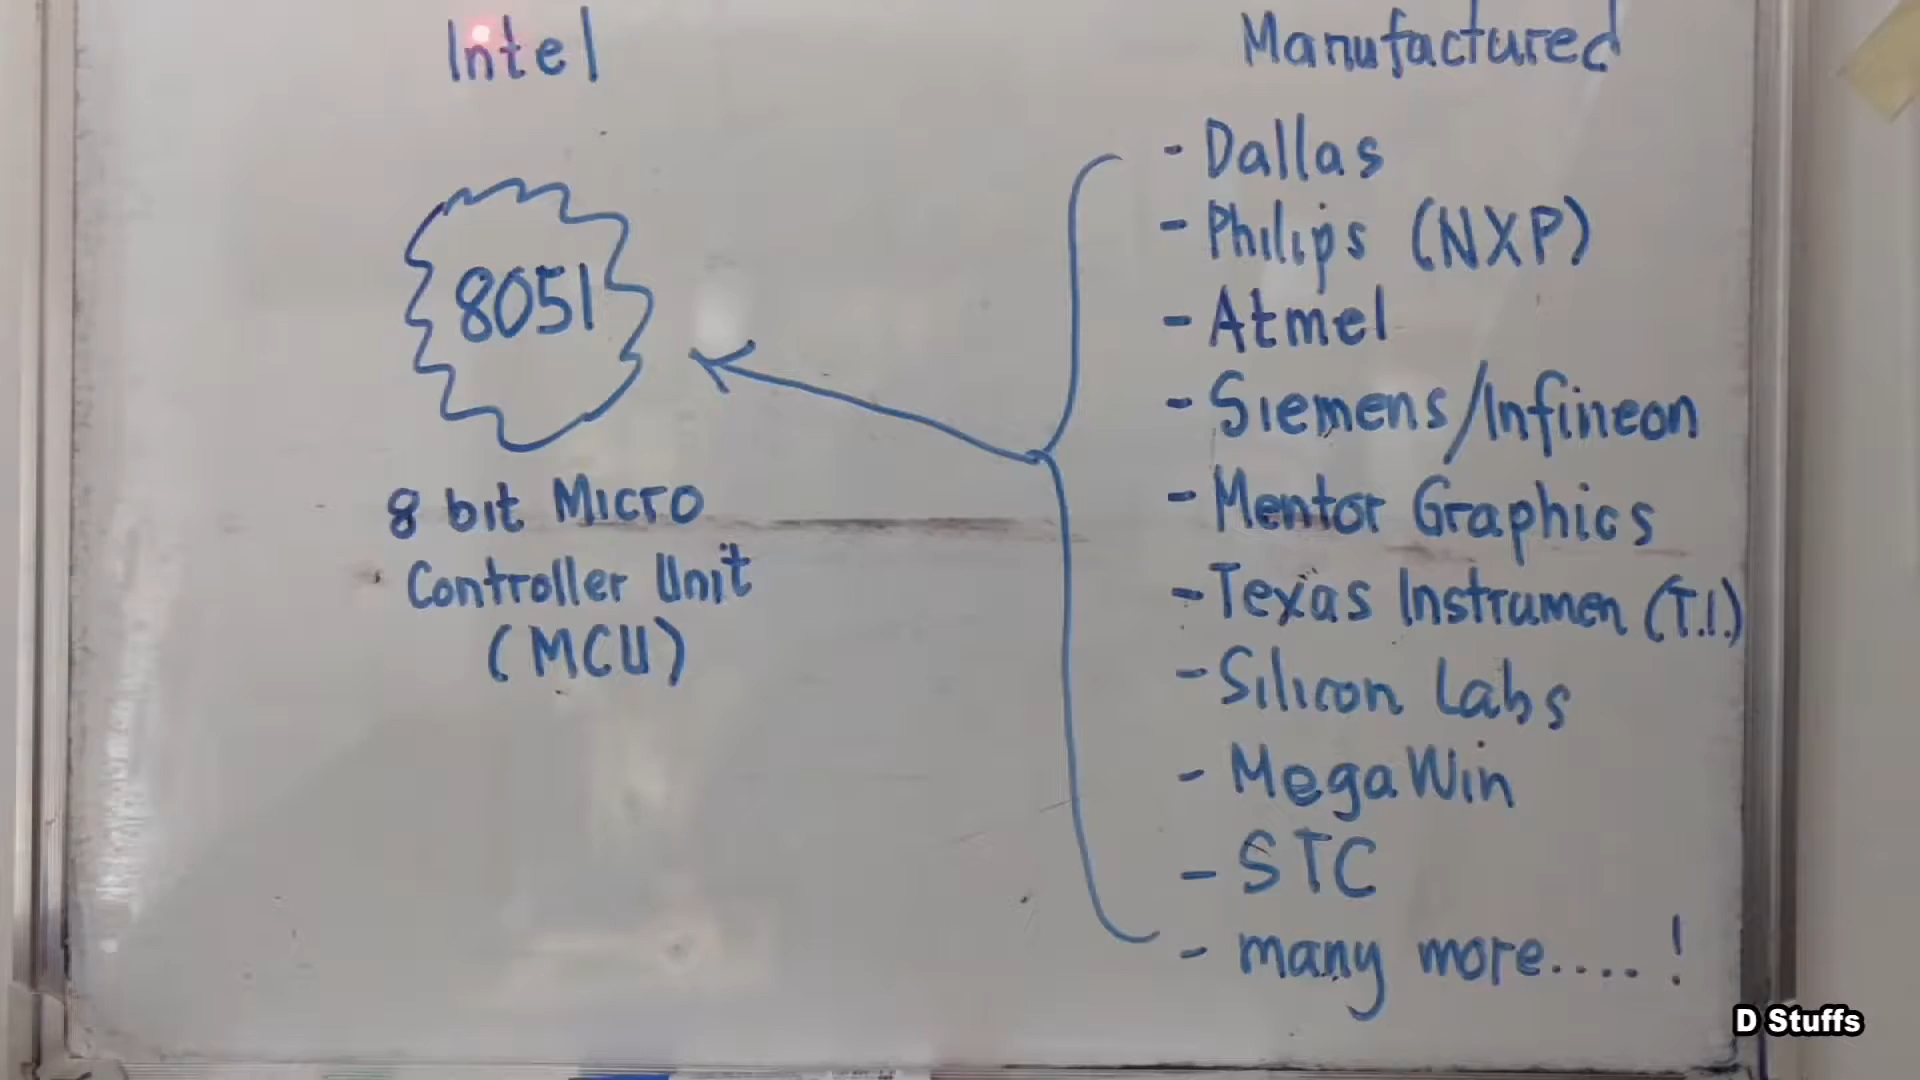 Intel
8051
8 bit Micro
Controller Unit
(MCU)
Manufactured
- Dallas
- Philips (NXP)
- Atmel
- Siemens/Infineon
- Mentor Graphics
- Texas Instrumen (T.I.)
- Silicon Labs
- MegaWin
- STC
- many more.... !
D Stuffs